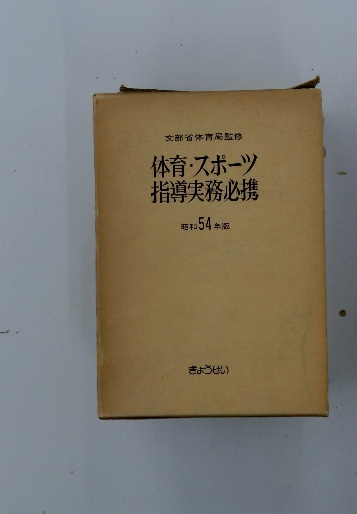 文部省体育局監修
体育・スポーツ
指導実務必携
昭和54年版
ぎょうせい